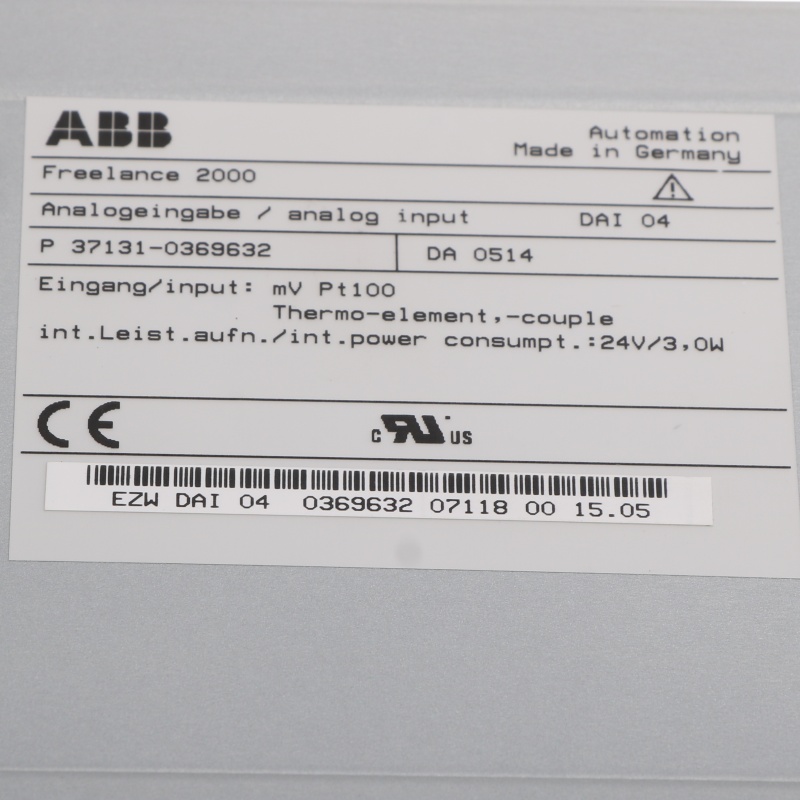 ABB
Automation
Made in Germany
Freelance 2000
Analogeingabe / analog input DAI 04
P 37131-0369632 DA 0514
Eingang/input: mV Pt100
Thermo-element,-couple
int.Leist.aufn./int.power consumpt.:24V/3,0W
CE c RU US
EZW DAI 04 0369632 07118 00 15.05